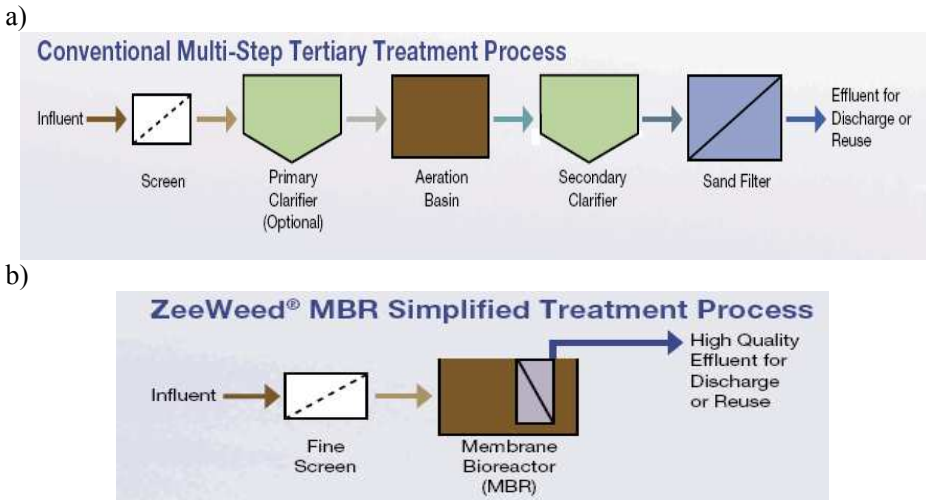 a)
Conventional Multi-Step Tertiary Treatment Process
Influent
Screen
Primary
Clarifier
(Optional)
Aeration
Basin
Secondary
Clarifier
Sand Filter
Effluent for
Discharge or
Reuse
b)
ZeeWeed® MBR Simplified Treatment Process
Influent
Fine
Screen
Membrane
Bioreactor
(MBR)
High Quality
Effluent for
Discharge
or Reuse